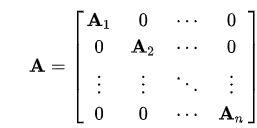 A₁ 0 ⋯ 0
0 A₂ ⋯ 0
A = ⋮ ⋮ ⋱ ⋮
0 0 ⋯ Aₙ